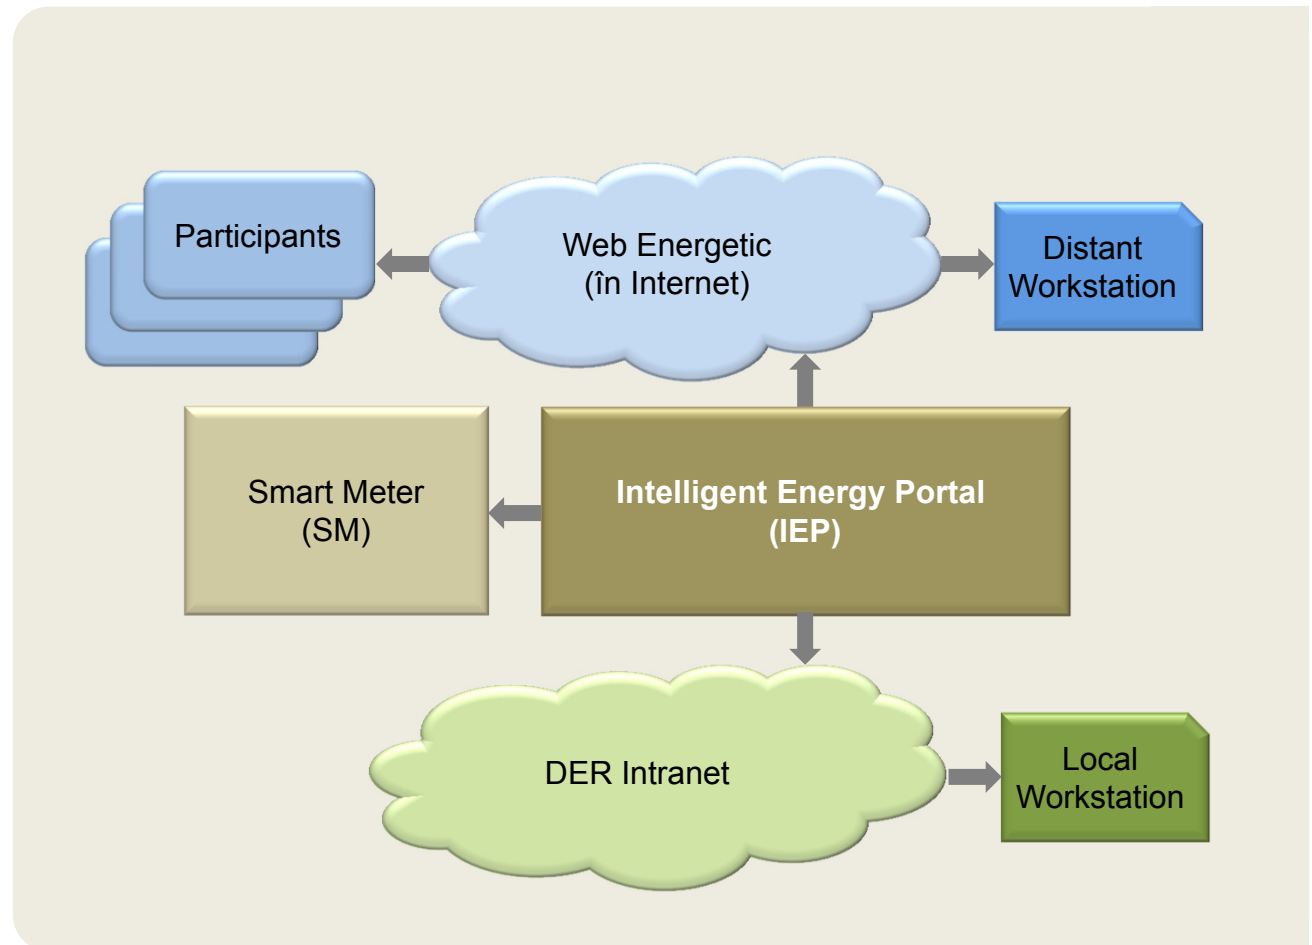 Participants
Web Energetic
(în Internet)
Distant
Workstation
Smart Meter
(SM)
Intelligent Energy Portal
(IEP)
DER Intranet
Local
Workstation